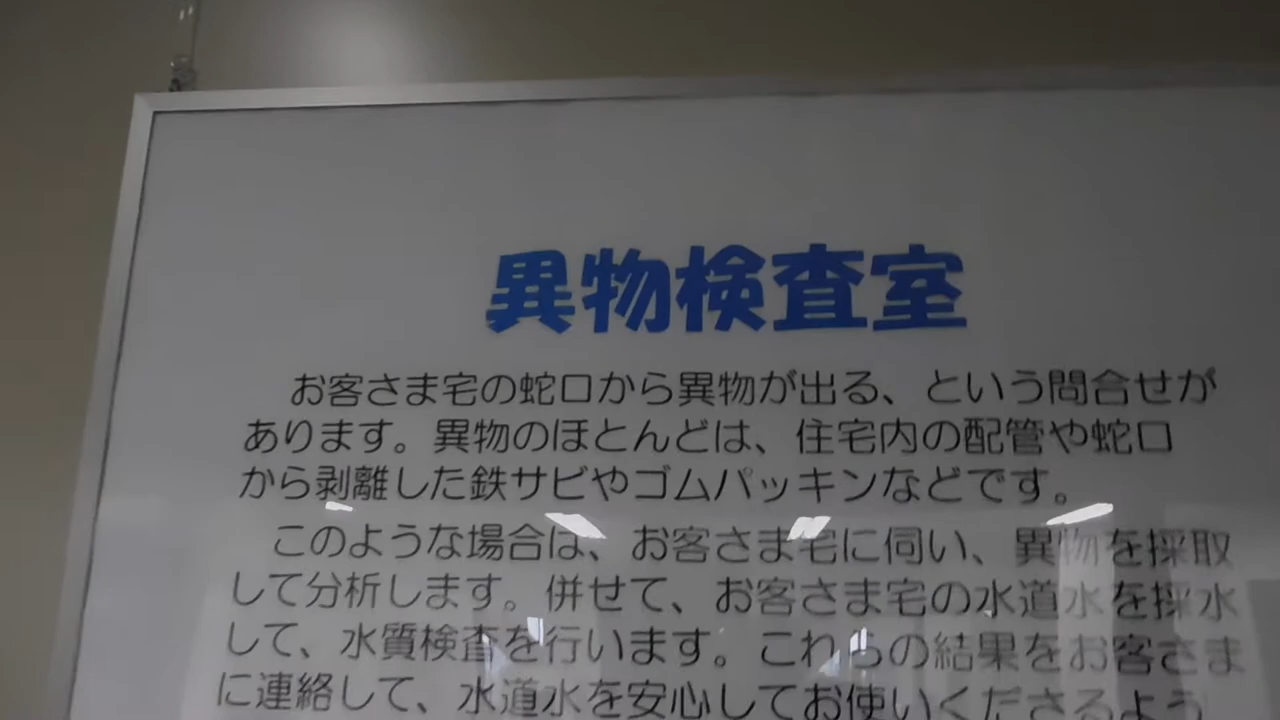 異物検査室
お客さま宅の蛇口から異物が出る、という問合せが
あります。異物のほとんどは、住宅内の配管や蛇口
から剥離した鉄サビやゴムパッキンなどです。
このような場合は、お客さま宅に伺い、異物を採取
して分析します。併せて、お客さま宅の水道水を採水
して、水質検査を行います。これらの結果をお客さま
に連絡して、水道水を安心してお使いくださるよう